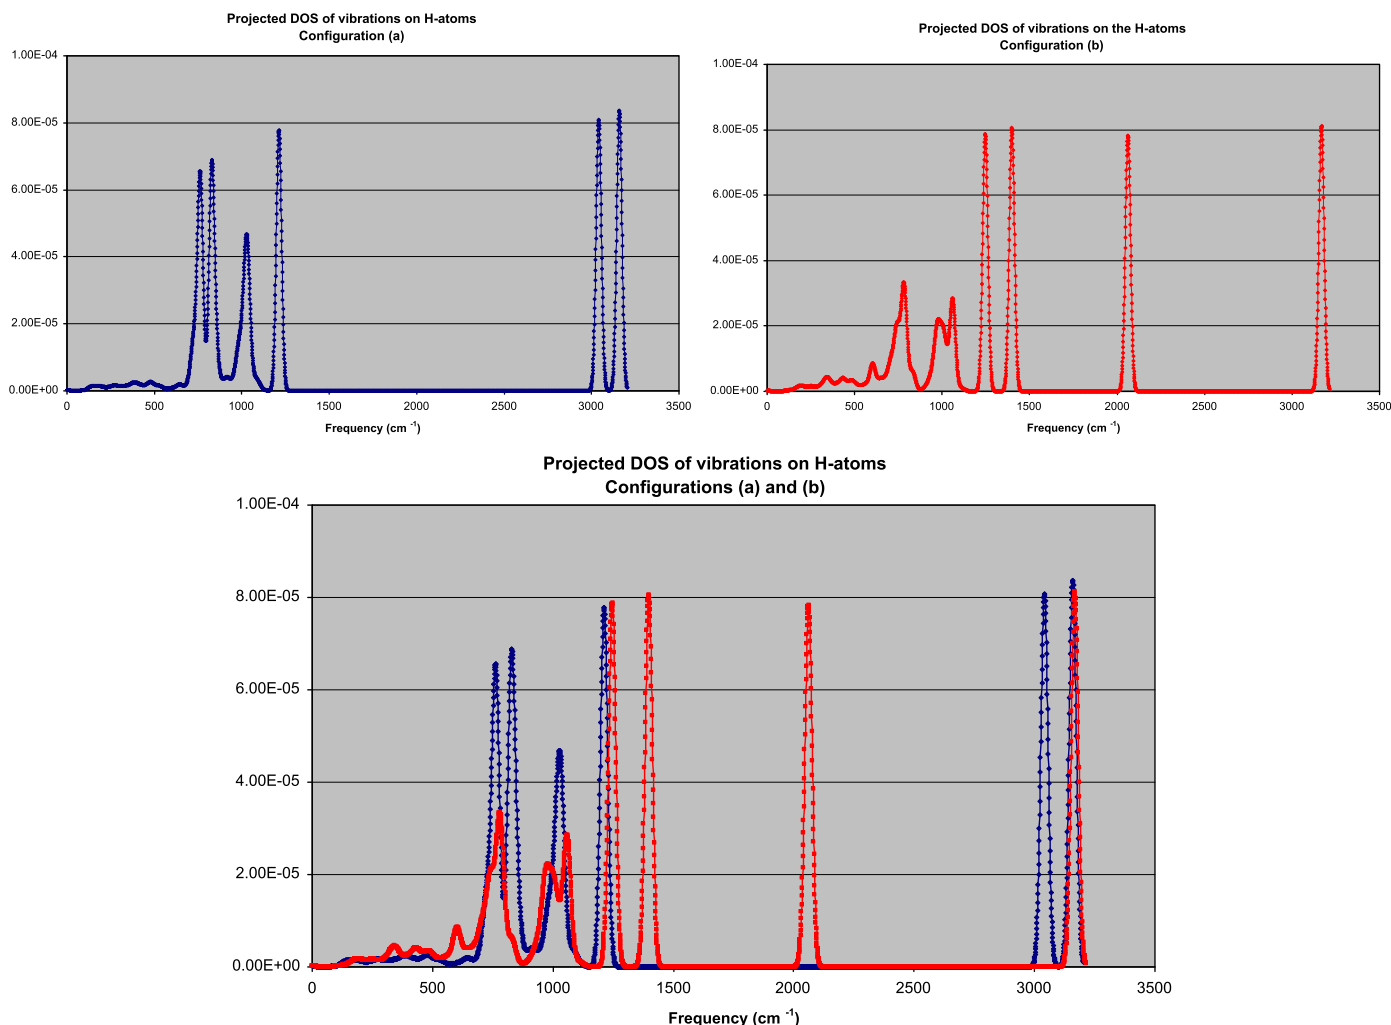 Projected DOS of vibrations on H-atoms
Configuration (a)
1.00E-04
8.00E-05
6.00E-05
4.00E-05
2.00E-05
0.00E+00
0 500 1000 1500 2000 2500 3000 3500
Frequency (cm -1)
Projected DOS of vibrations on the H-atoms
Configuration (b)
1.00E-04
8.00E-05
6.00E-05
4.00E-05
2.00E-05
0.00E+00
0 500 1000 1500 2000 2500 3000 3500
Frequency (cm -1)
Projected DOS of vibrations on H-atoms
Configurations (a) and (b)
1.00E-04
8.00E-05
6.00E-05
4.00E-05
2.00E-05
0.00E+00
0 500 1000 1500 2000 2500 3000 3500
Frequency (cm -1)